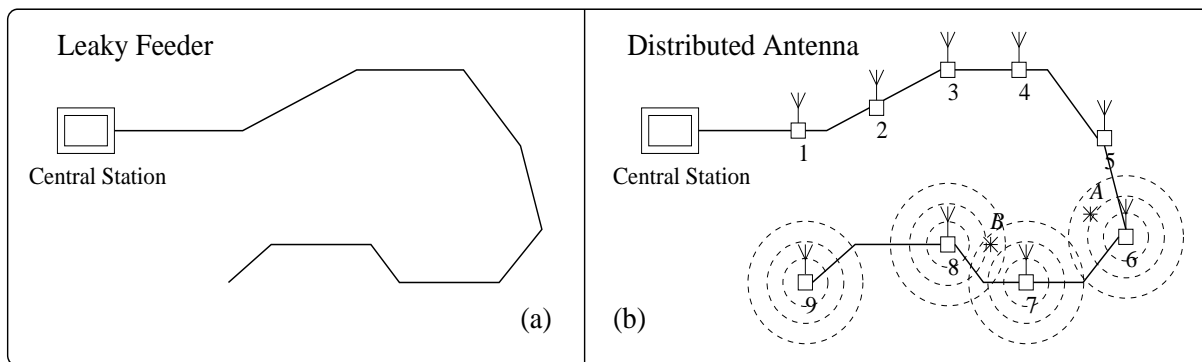 Leaky Feeder
Central Station
(a)
Distributed Antenna
Central Station
1
2
3
4
5
A
6
B
8
7
9
(b)